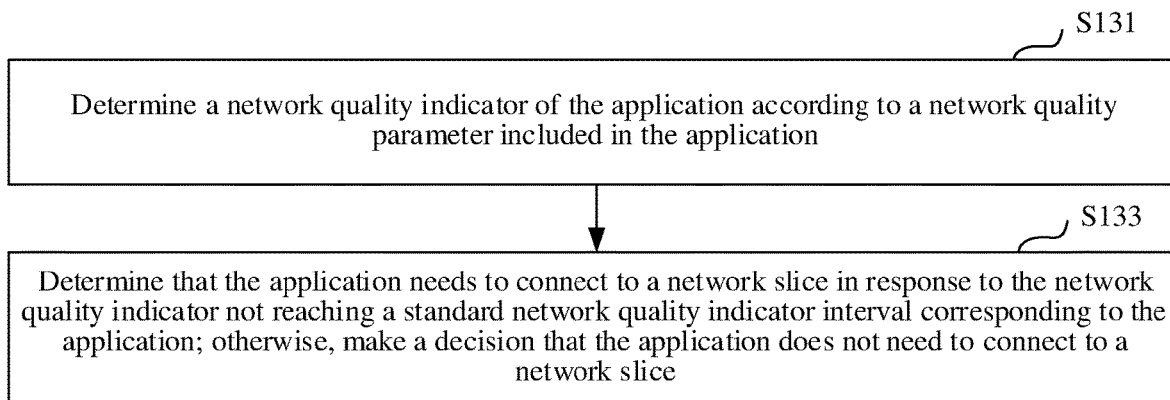 S131
Determine a network quality indicator of the application according to a network quality
parameter included in the application
S133
Determine that the application needs to connect to a network slice in response to the network
quality indicator not reaching a standard network quality indicator interval corresponding to the
application; otherwise, make a decision that the application does not need to connect to a
network slice